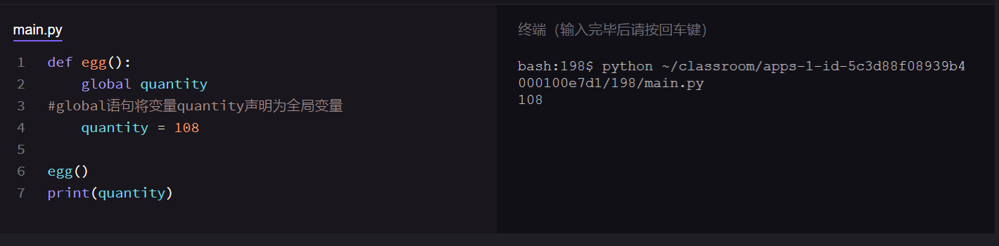 main.py
1 def egg():
2     global quantity
3 #global语句将变量quantity声明为全局变量
4     quantity = 108
5
6 egg()
7 print(quantity)
终端（输入完毕后请按回车键）
bash:198$ python ~/classroom/apps-1-id-5c3d88f08939b4
000100e7d1/198/main.py
108